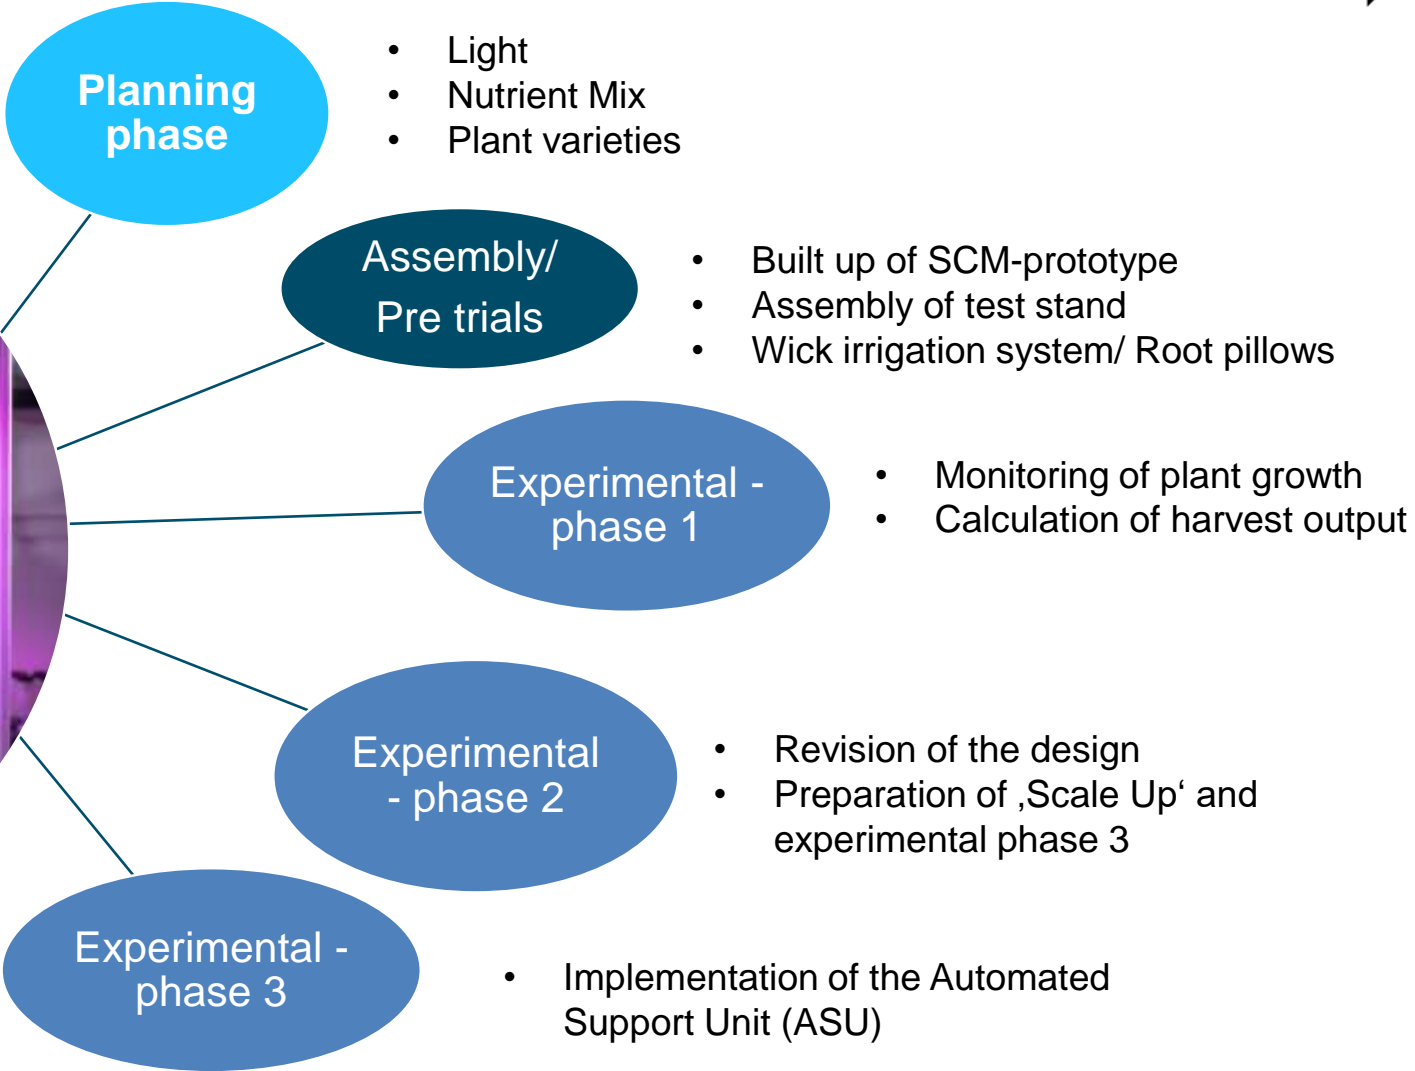 Planning
phase
• Light
• Nutrient Mix
• Plant varieties
Assembly/
Pre trials
• Built up of SCM-prototype
• Assembly of test stand
• Wick irrigation system/ Root pillows
Experimental -
phase 1
• Monitoring of plant growth
• Calculation of harvest output
Experimental
- phase 2
• Revision of the design
• Preparation of ‚Scale Up‘ and
experimental phase 3
Experimental -
phase 3
• Implementation of the Automated
Support Unit (ASU)